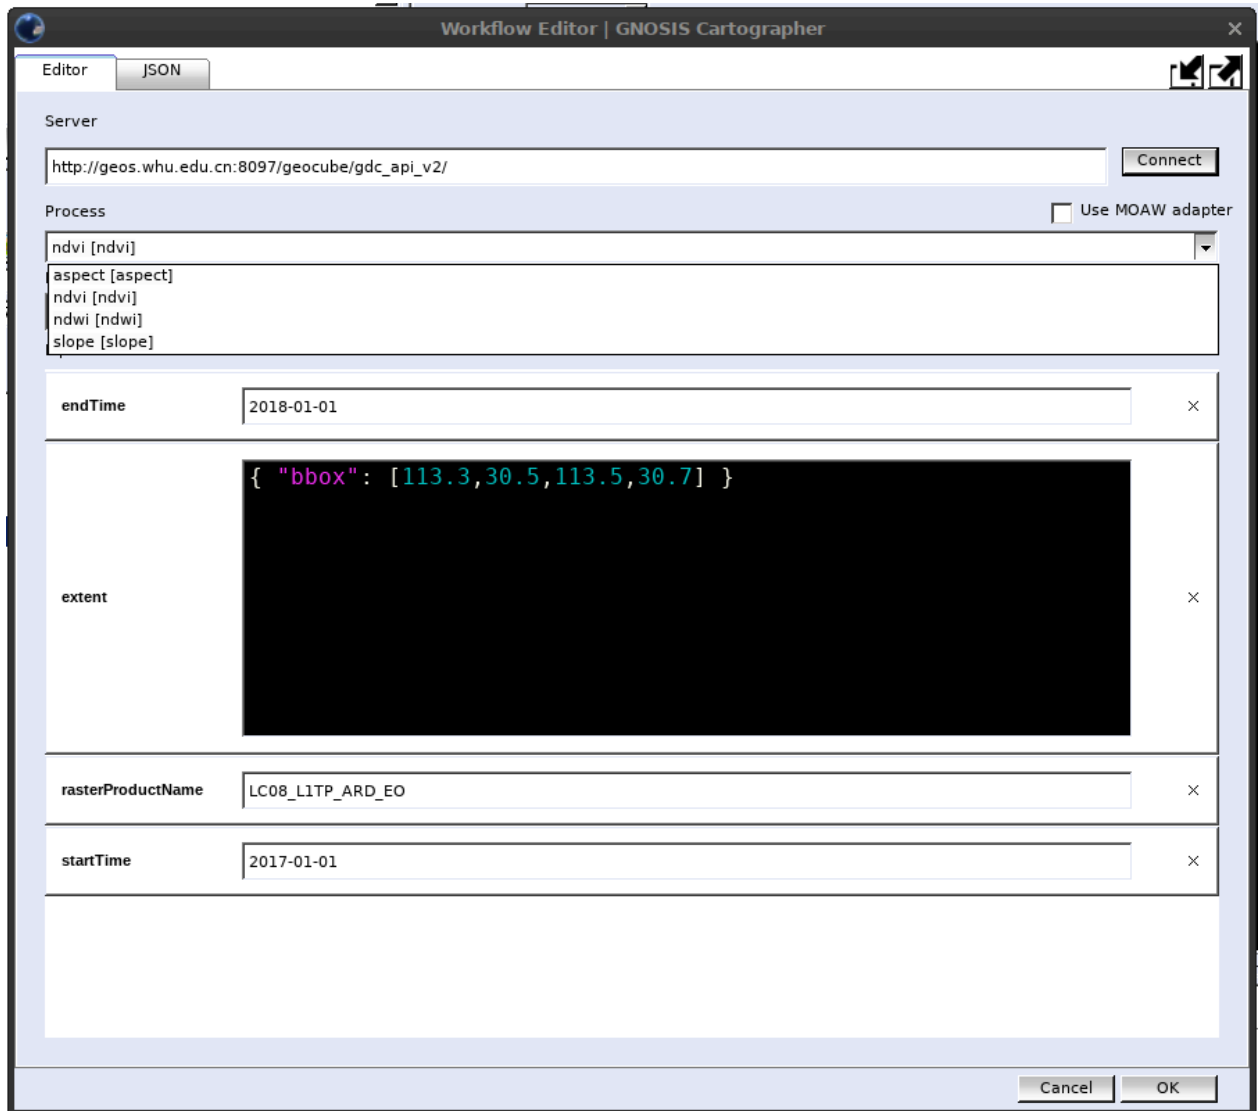 Workflow Editor | GNOSIS Cartographer
Editor
JSON
Server
http://geos.whu.edu.cn:8097/geocube/gdc_api_v2/
Connect
Process
Use MOAW adapter
ndvi [ndvi]
aspect [aspect]
ndvi [ndvi]
ndwi [ndwi]
slope [slope]
endTime
2018-01-01
extent
{ "bbox": [113.3,30.5,113.5,30.7] }
rasterProductName
LC08_L1TP_ARD_EO
startTime
2017-01-01
Cancel
OK